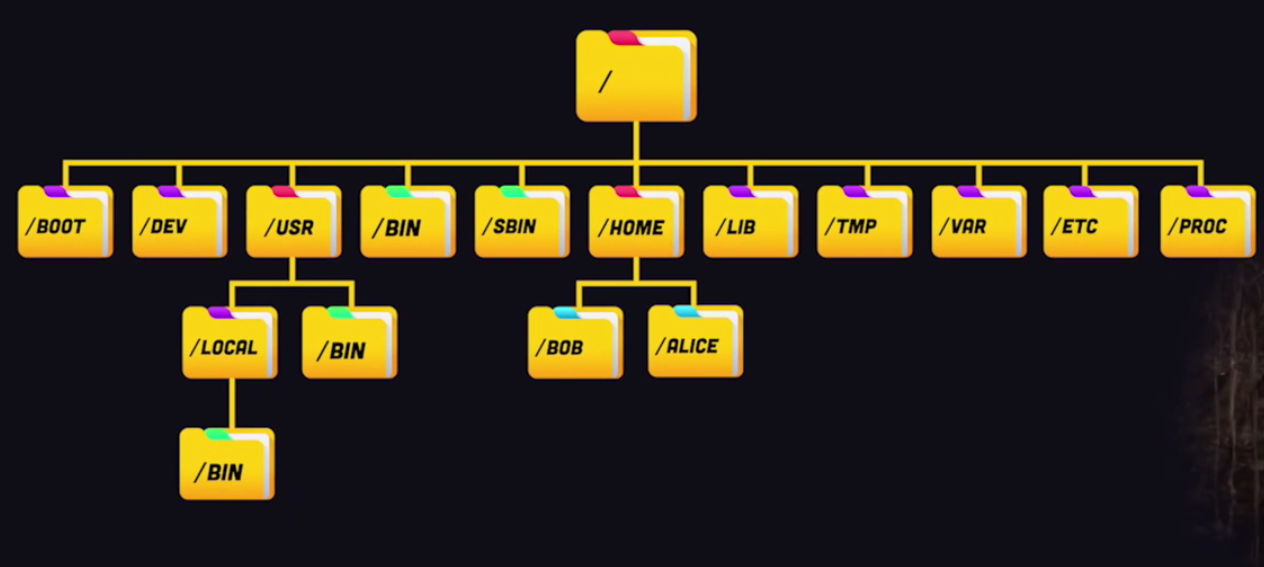 /
/BOOT
/DEV
/USR
/BIN
/SBIN
/HOME
/LIB
/TMP
/VAR
/ETC
/PROC
/LOCAL
/BIN
/BOB
/ALICE
/BIN